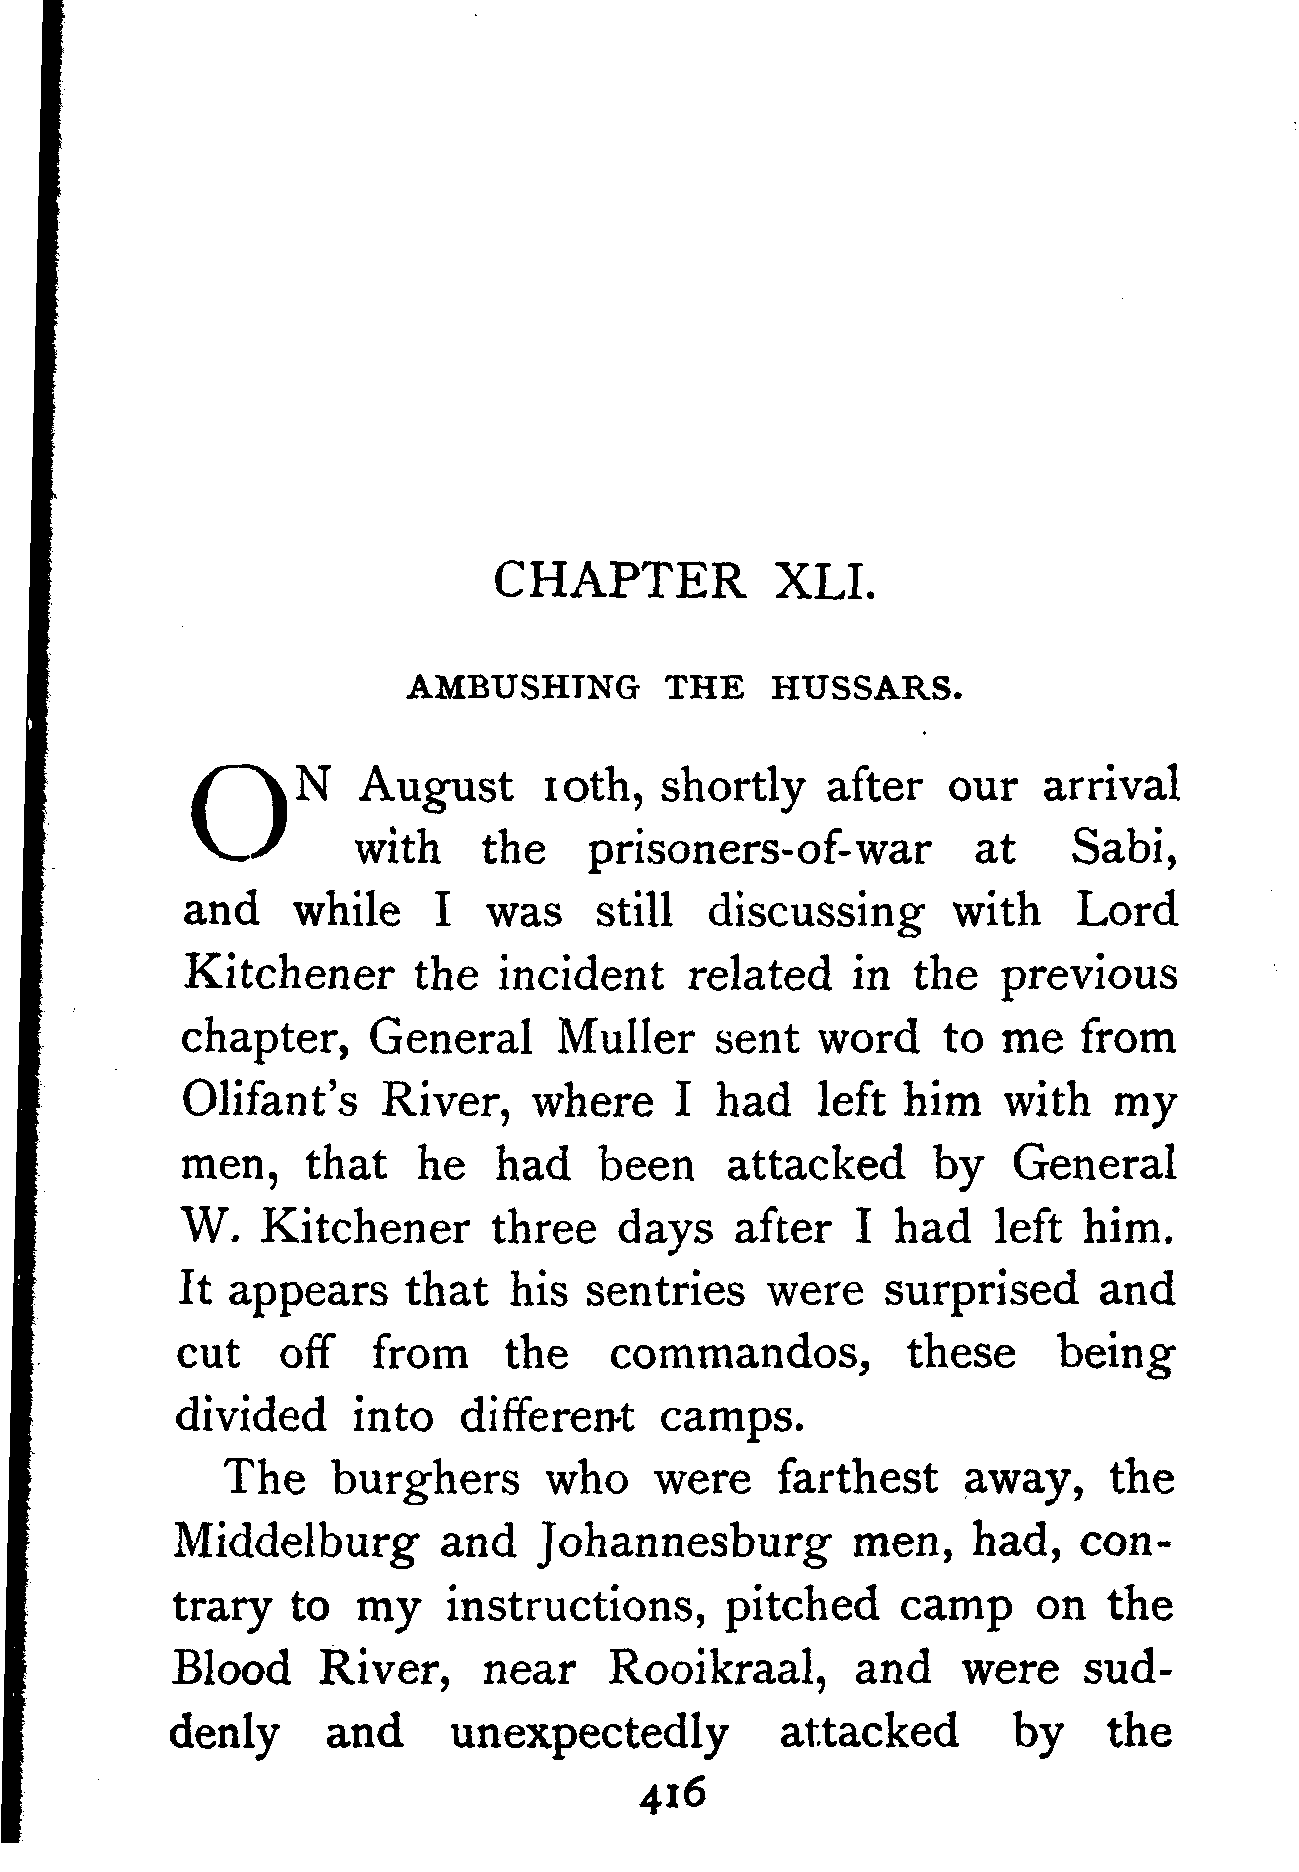 CHAPTER XLI.
AMBUSHING THE HUSSARS.
ON August 10th, shortly after our arrival
with the prisoners-of-war at Sabi,
and while I was still discussing with Lord
Kitchener the incident related in the previous
chapter, General Muller sent word to me from
Olifant's River, where I had left him with my
men, that he had been attacked by General
W. Kitchener three days after I had left him.
It appears that his sentries were surprised and
cut off from the commandos, these being
divided into different camps.
The burghers who were farthest away, the
Middelburg and Johannesburg men, had, con-
trary to my instructions, pitched camp on the
Blood River, near Rooikraal, and were sud-
denly and unexpectedly attacked by the
416